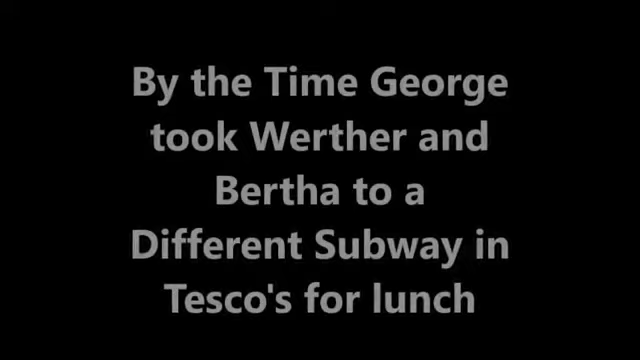 By the Time George
took Werther and
Bertha to a
Different Subway in
Tesco's for lunch